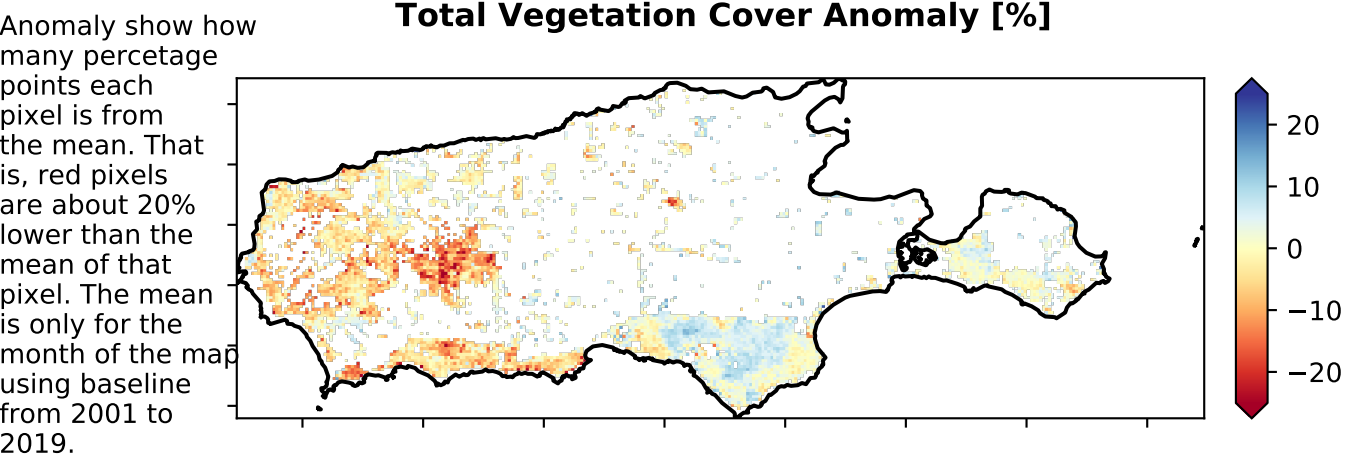 Total Vegetation Cover Anomaly [%]
Anomaly show how
many percetage
points each
pixel is from
the mean. That
is, red pixels
are about 20%
lower than the
mean of that
pixel. The mean
is only for the
month of the map
using baseline
from 2001 to
2019.
20
10
0
−10
−20